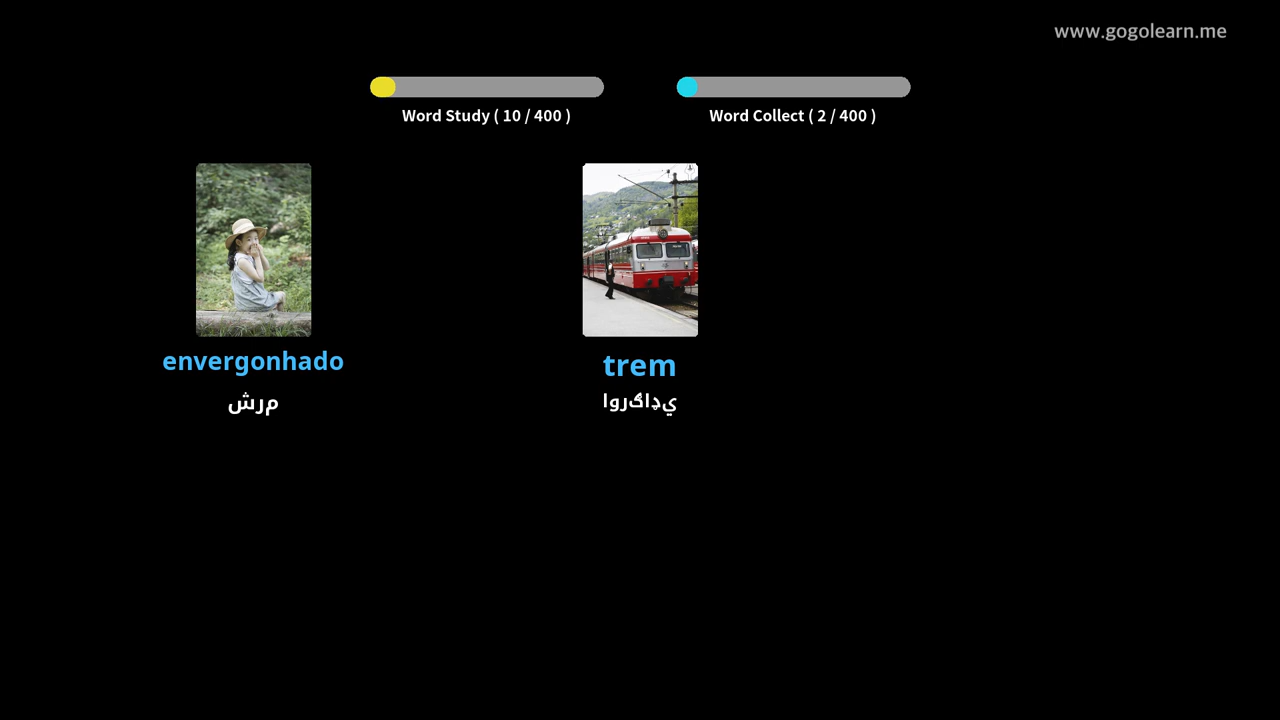 www.gogolearn.me
Word Study ( 10 / 400 )
Word Collect ( 2 / 400 )
envergonhado
مرش
trem
يډاګروا